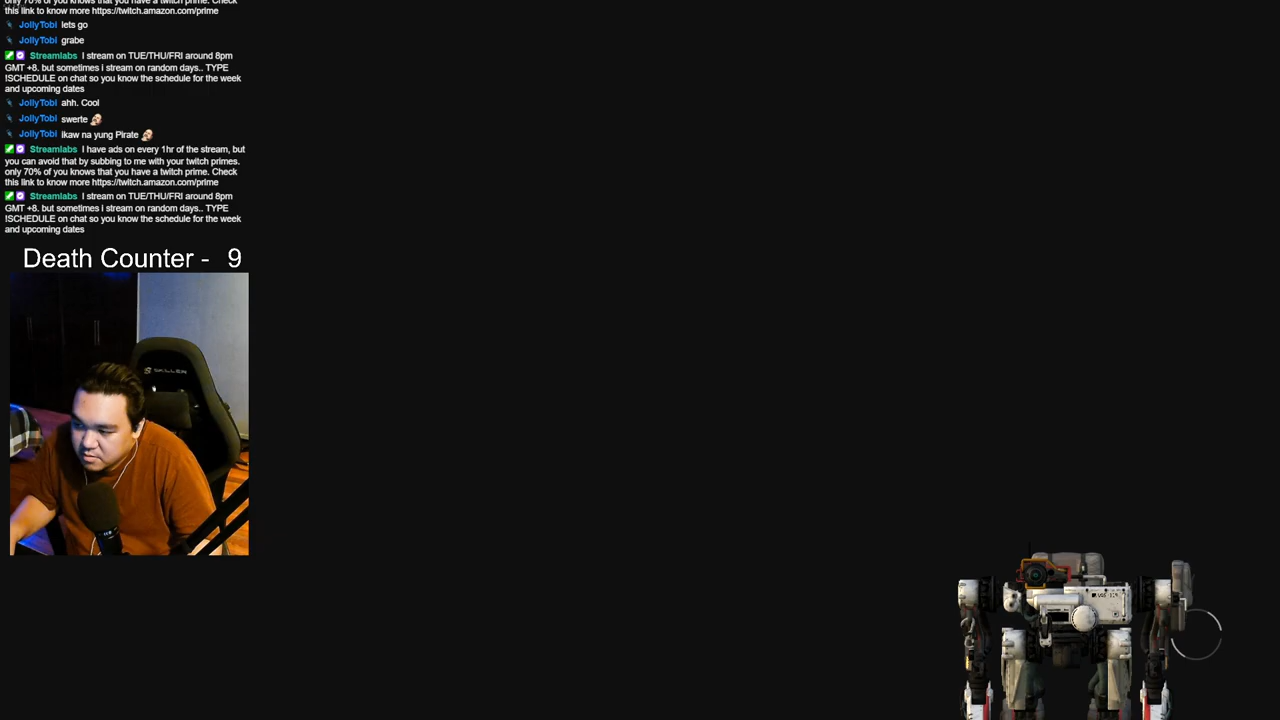 only 70% of you knows that you have a twitch prime. Check
this link to know more https://twitch.amazon.com/prime
JollyTobi lets go
JollyTobi grabe
Streamlabs I stream on TUE/THU/FRI around 8pm
GMT +8. but sometimes i stream on random days.. TYPE
!SCHEDULE on chat so you know the schedule for the week
and upcoming dates
JollyTobi ahh. Cool
JollyTobi swerte
JollyTobi ikaw na yung Pirate
Streamlabs I have ads on every 1hr of the stream, but
you can avoid that by subbing to me with your twitch primes.
only 70% of you knows that you have a twitch prime. Check
this link to know more https://twitch.amazon.com/prime
Streamlabs I stream on TUE/THU/FRI around 8pm
GMT +8. but sometimes i stream on random days.. TYPE
!SCHEDULE on chat so you know the schedule for the week
and upcoming dates
Death Counter - 9